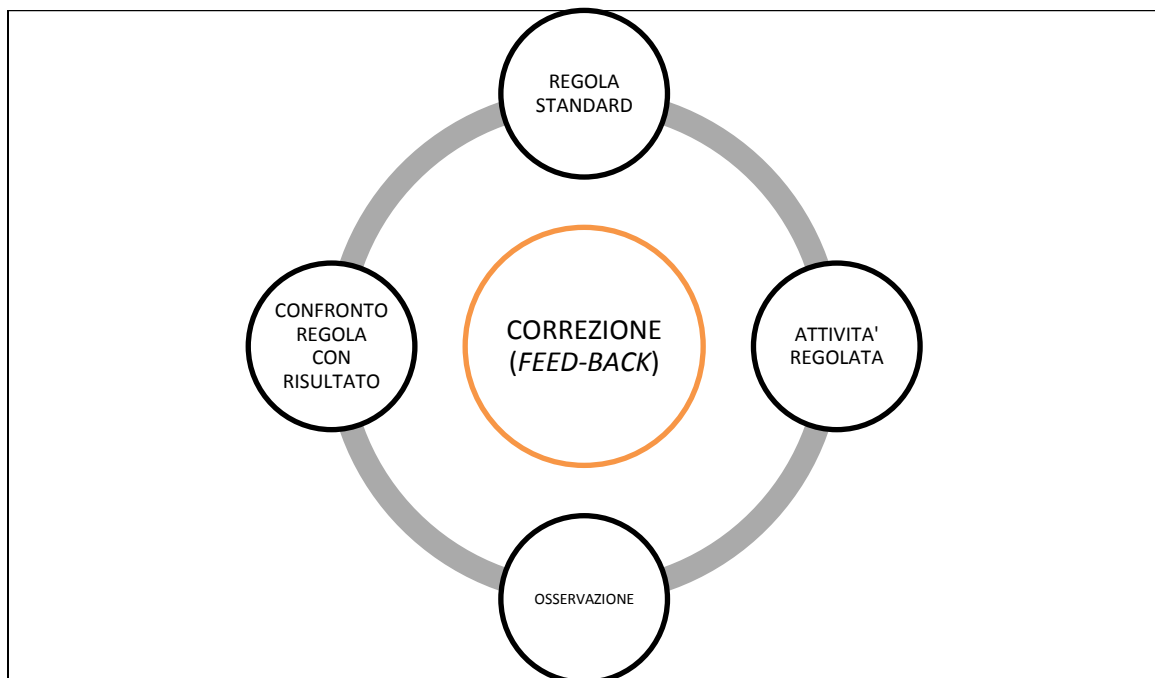 REGOLA
STANDARD
CONFRONTO
REGOLA
CON
RISULTATO
CORREZIONE
(FEED-BACK)
ATTIVITA'
REGOLATA
OSSERVAZIONE